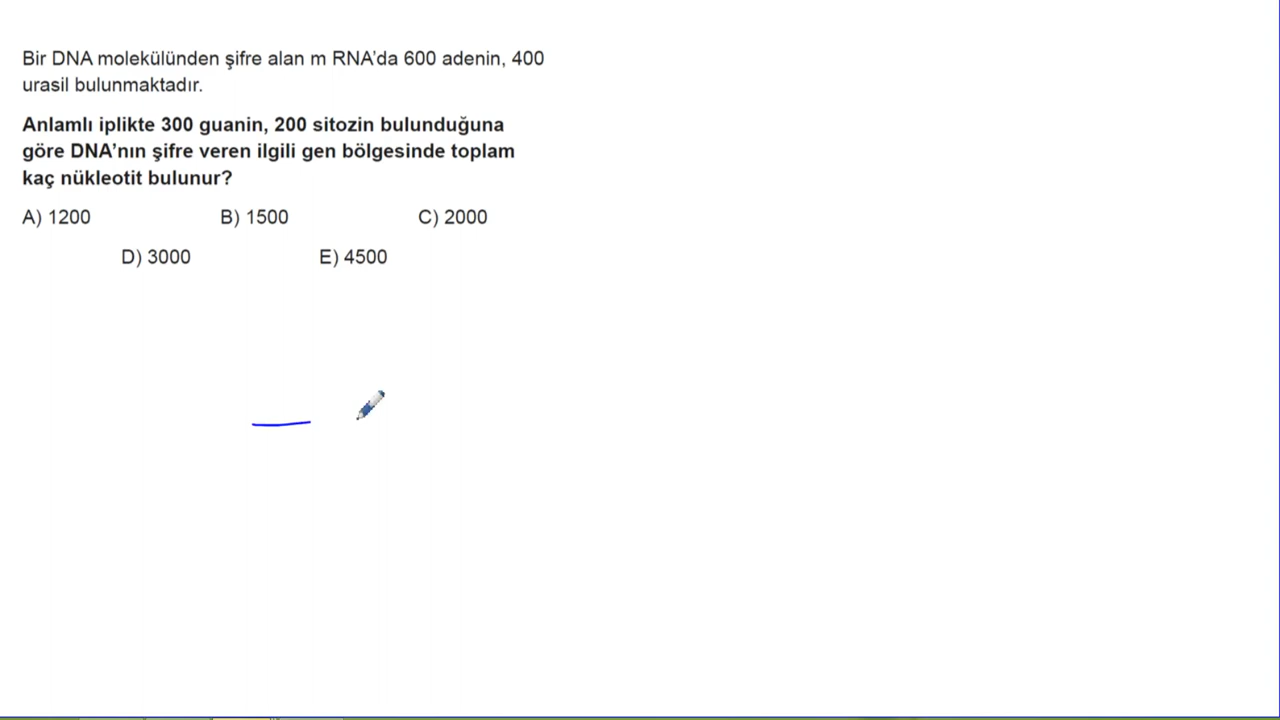 Bir DNA molekülünden şifre alan m RNA'da 600 adenin, 400
urasil bulunmaktadır.
Anlamlı iplikte 300 guanin, 200 sitozin bulunduğuna
göre DNA'nın şifre veren ilgili gen bölgesinde toplam
kaç nükleotit bulunur?
A) 1200 B) 1500 C) 2000
D) 3000 E) 4500